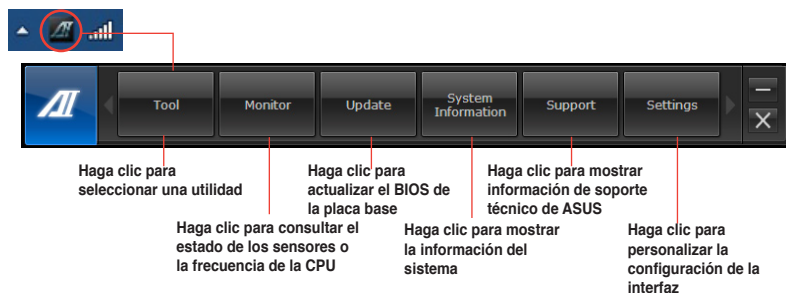 Tool
Monitor
Update
System
Information
Support
Settings
Haga clic para
seleccionar una utilidad
Haga clic para consultar el
estado de los sensores o
la frecuencia de la CPU
Haga clic para
actualizar el BIOS de
la placa base
Haga clic para mostrar
la información del
sistema
Haga clic para mostrar
información de soporte
técnico de ASUS
Haga clic para
personalizar la
configuración de la
interfaz